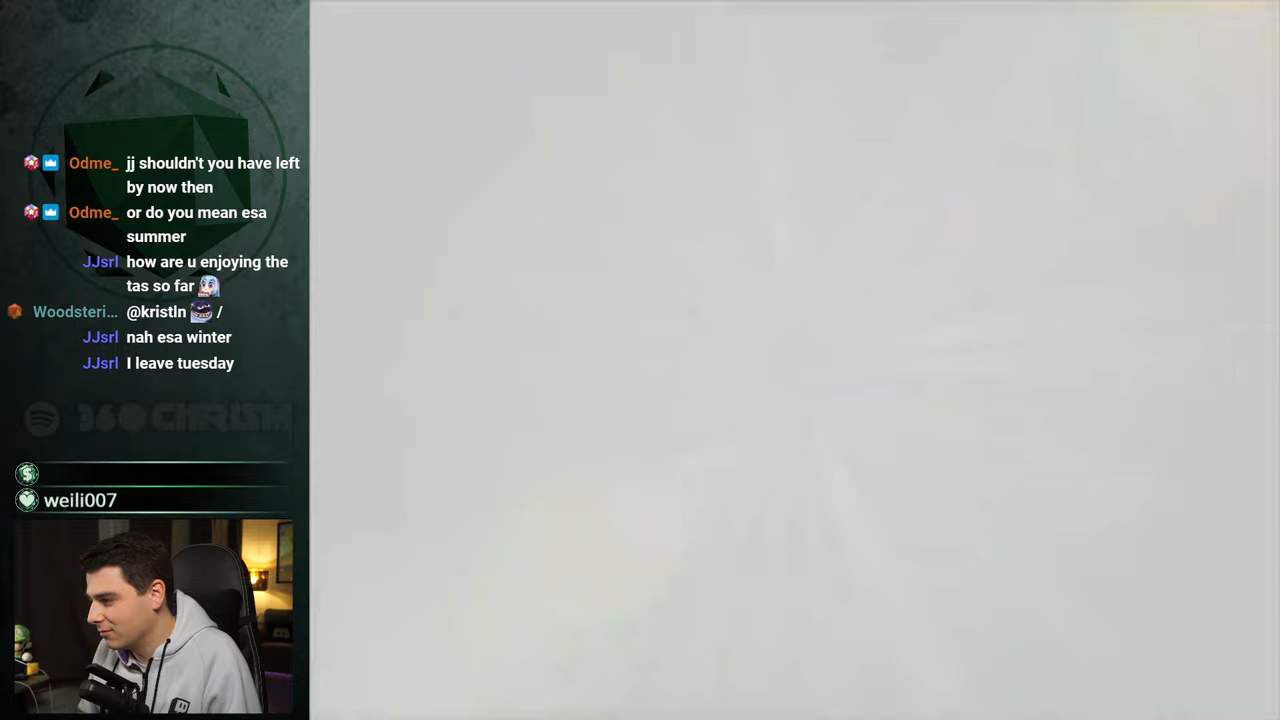 Odme_ jj shouldn't you have left
by now then
Odme_ or do you mean esa
summer
JJsrl how are u enjoying the
tas so far
Woodsteri… @kristln /
JJsrl nah esa winter
JJsrl I leave tuesday
360CHRISM
$
weili007